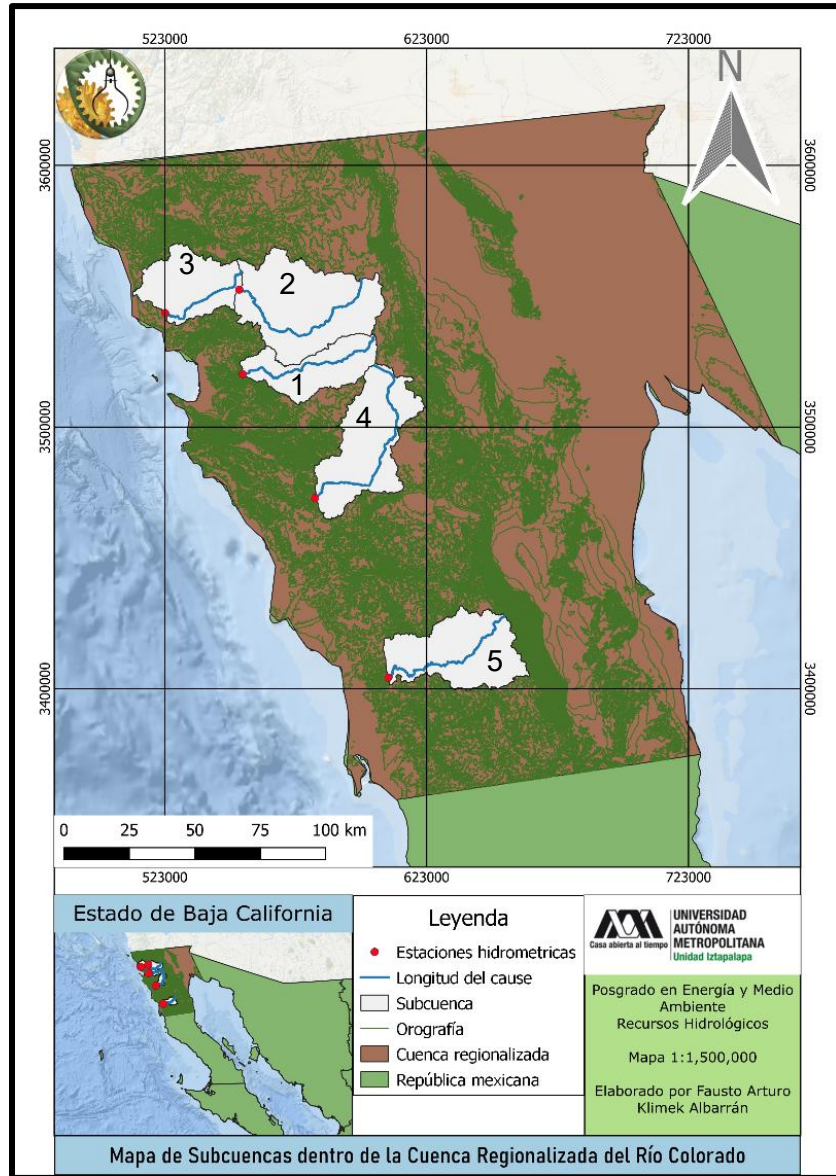 523000 623000 723000
N
3600000 3600000
3
2
1
4
3500000 3500000
5
3400000 3400000
0 25 50 75 100 km
523000 623000 723000
Estado de Baja California
Leyenda
Estaciones hidrometricas
Longitud del cause
Subcuenca
Orografía
Cuenca regionalizada
República mexicana
Casa abierta al tiempo
UNIVERSIDAD
AUTÓNOMA
METROPOLITANA
Unidad Iztapalapa
Posgrado en Energía y Medio
Ambiente
Recursos Hidrológicos
Mapa 1:1,500,000
Elaborado por Fausto Arturo
Klimek Albarrán
Mapa de Subcuencas dentro de la Cuenca Regionalizada del Río Colorado